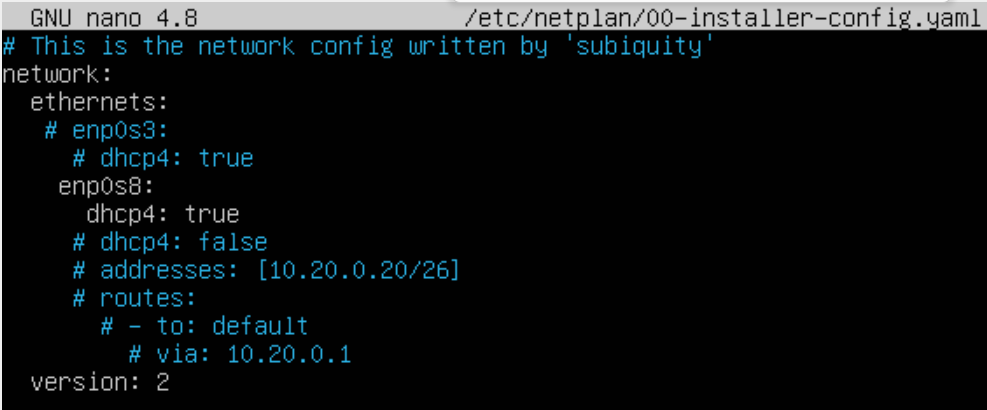 GNU nano 4.8 /etc/netplan/00-installer-config.yaml
# This is the network config written by 'subiquity'
network:
  ethernets:
   # enp0s3:
     # dhcp4: true
    enp0s8:
      dhcp4: true
     # dhcp4: false
     # addresses: [10.20.0.20/26]
     # routes:
       # - to: default
         # via: 10.20.0.1
  version: 2